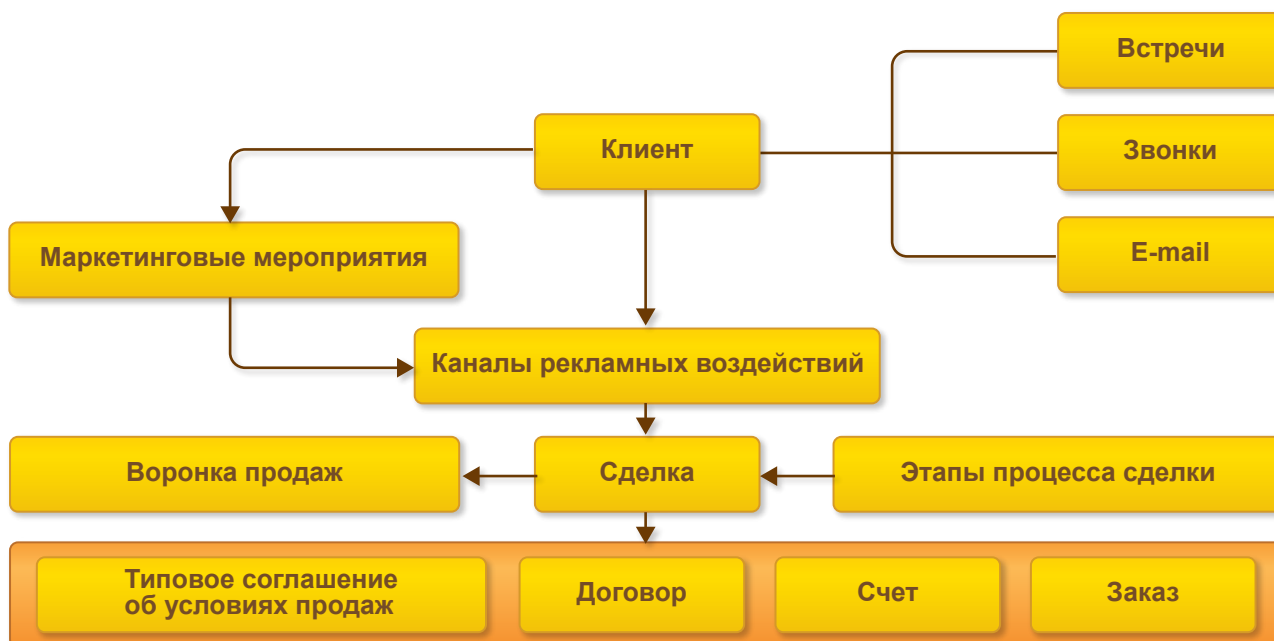 Встречи
Клиент
Звонки
Маркетинговые мероприятия
E-mail
Каналы рекламных воздействий
Воронка продаж
Сделка
Этапы процесса сделки
Типовое соглашение
об условиях продаж
Договор
Счет
Заказ